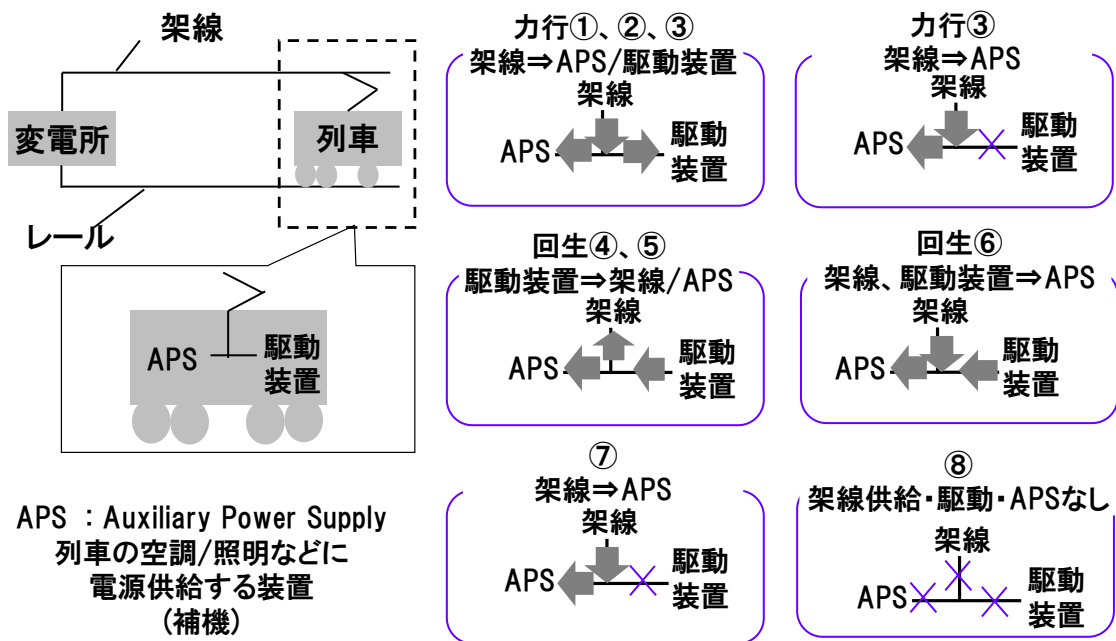 架線
変電所
列車
レール
APS
駆動
装置
APS ：Auxiliary Power Supply
列車の空調/照明などに
電源供給する装置
(補機)
力行①、②、③
架線⇒APS/駆動装置
架線
APS
駆動
装置
力行③
架線⇒APS
架線
APS
駆動
装置
回生④、⑤
駆動装置⇒架線/APS
架線
APS
駆動
装置
回生⑥
架線、駆動装置⇒APS
架線
APS
駆動
装置
⑦
架線⇒APS
架線
APS
駆動
装置
⑧
架線供給・駆動・APSなし
架線
APS
駆動
装置